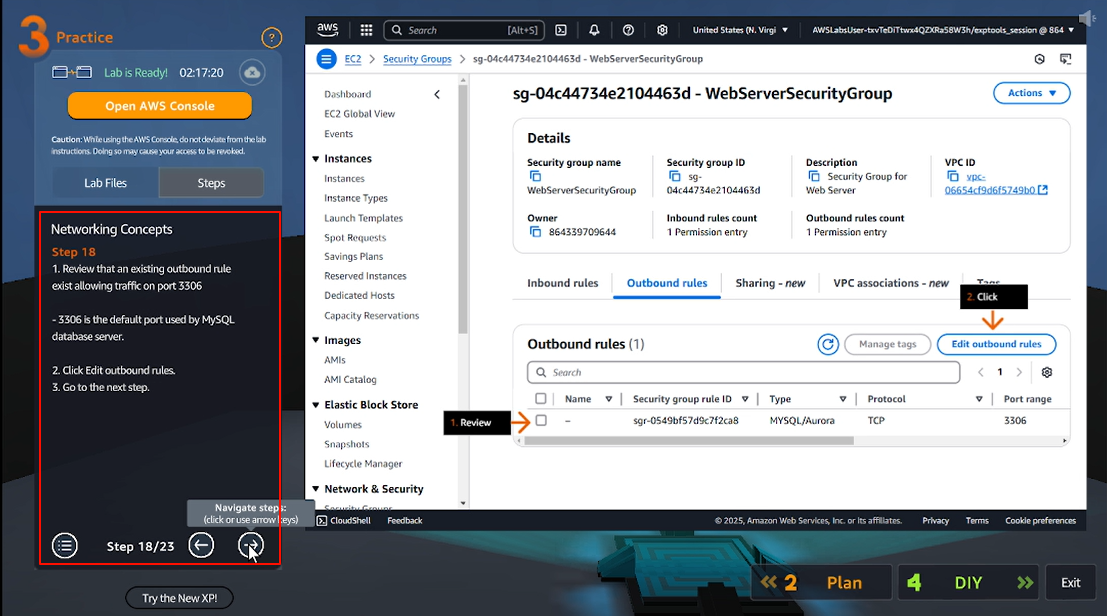 3 Practice
?
Lab is Ready! 02:17:20
Open AWS Console
Caution: While using the AWS Console, do not deviate from the lab
instructions. Doing so may cause your access to be revoked.
Lab Files Steps
Networking Concepts
Step 18
1. Review that an existing outbound rule
exist allowing traffic on port 3306
- 3306 is the default port used by MySQL
database server.
2. Click Edit outbound rules.
3. Go to the next step.
Navigate steps:
(click or use arrow keys)
Step 18/23
Try the New XP!
aws Search [Alt+S] United States (N. Virgi AWSLabsUser-txvTeDiTtwx4QZXRa58W3h/exptools_session @ 864
EC2 > Security Groups > sg-04c44734e2104463d - WebServerSecurityGroup
Dashboard
EC2 Global View
Events
Instances
Instances
Instance Types
Launch Templates
Spot Requests
Savings Plans
Reserved Instances
Dedicated Hosts
Capacity Reservations
Images
AMIs
AMI Catalog
Elastic Block Store
Volumes
Snapshots
Lifecycle Manager
Network & Security
Security Groups
sg-04c44734e2104463d - WebServerSecurityGroup
Actions
Details
Security group name
WebServerSecurityGroup
Security group ID
sg-
04c44734e2104463d
Description
Security Group for
Web Server
VPC ID
vpc-
06654cf9d6f5749b0
Owner
864339709644
Inbound rules count
1 Permission entry
Outbound rules count
1 Permission entry
Inbound rules Outbound rules Sharing - new VPC associations - new Tags
2. Click
Outbound rules (1)
Manage tags Edit outbound rules
Search
1
Name Security group rule ID Type Protocol Port range
1. Review
– sgr-0549bf57d9c7f2ca8 MYSQL/Aurora TCP 3306
CloudShell Feedback © 2025, Amazon Web Services, Inc. or its affiliates. Privacy Terms Cookie preferences
2 Plan
4 DIY
Exit